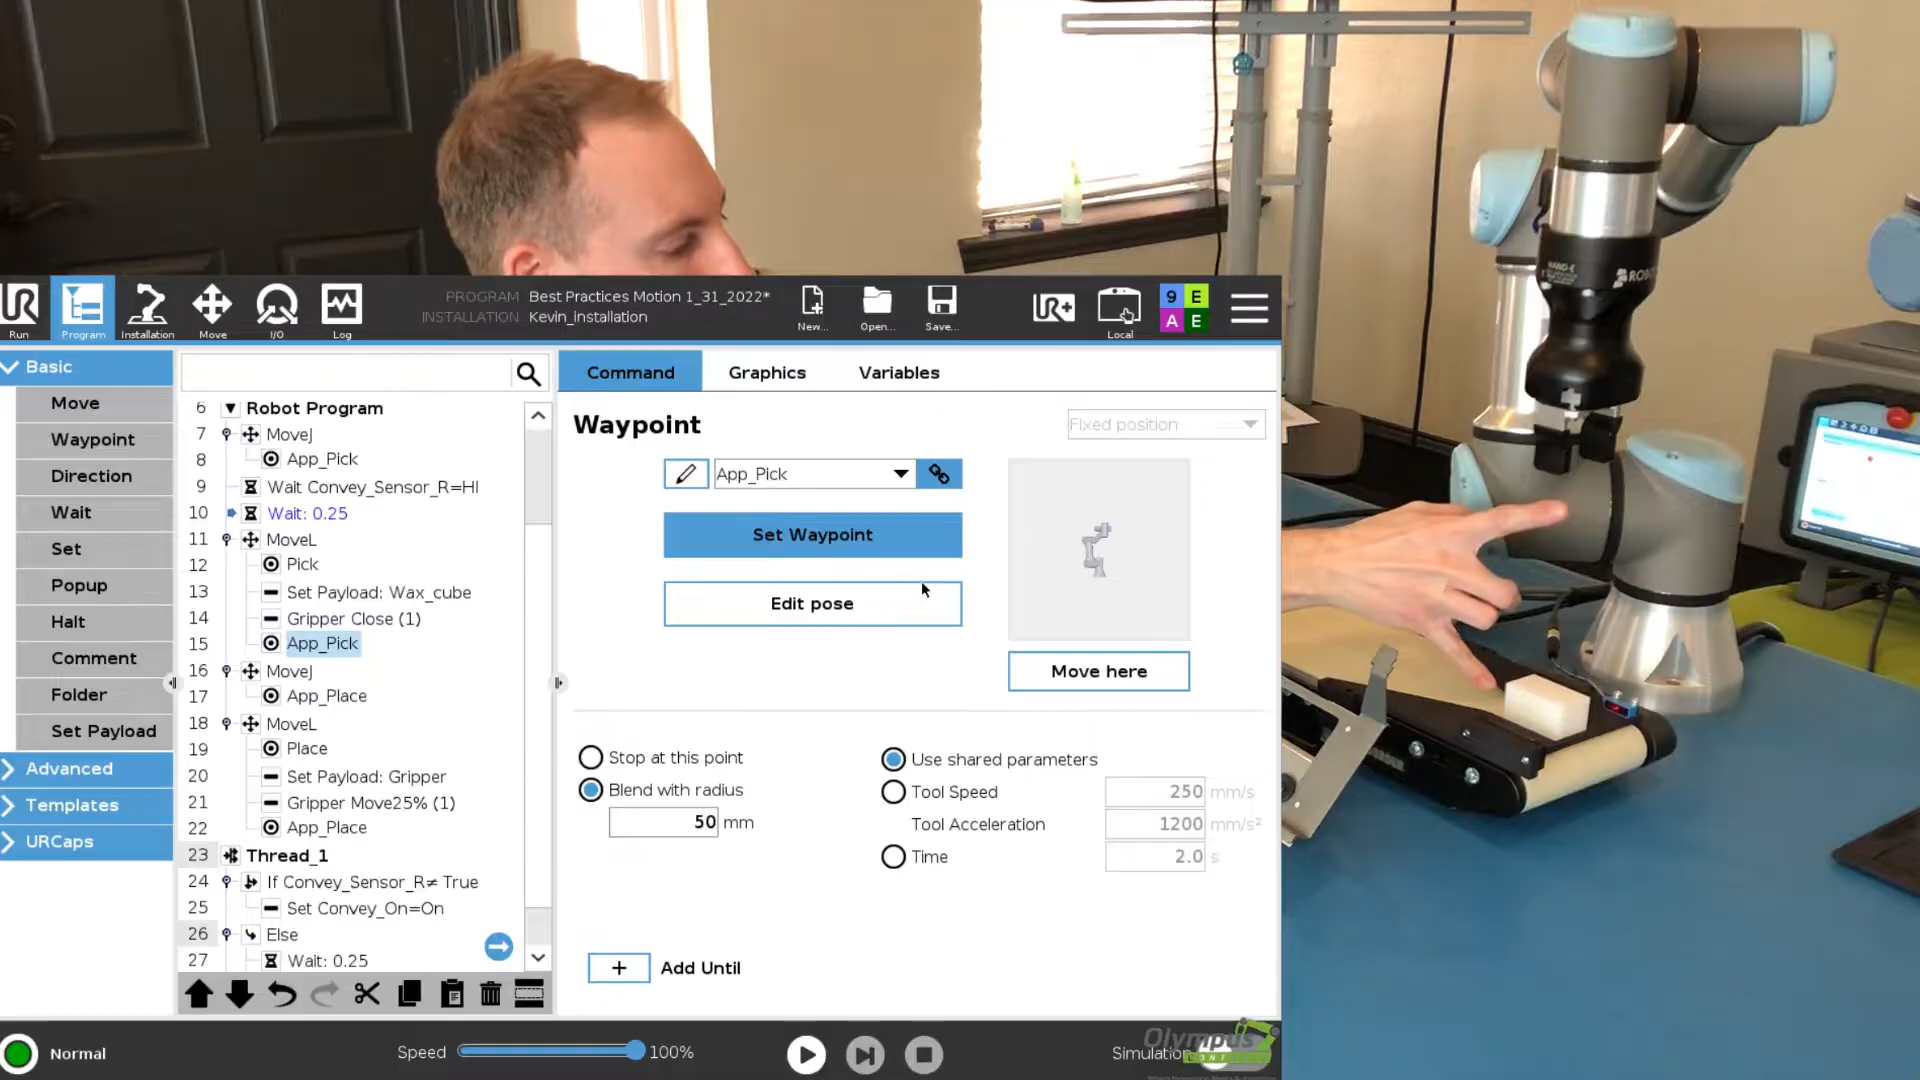 HAND-E
ROBO
UR
Run
Program
Installation
Move
I/O
Log
PROGRAM Best Practices Motion 1_31_2022*
INSTALLATION Kevin_Installation
New...
Open...
Save...
UR+
Local
9 E
A E
Basic
Move
Waypoint
Direction
Wait
Set
Popup
Halt
Comment
Folder
Set Payload
Advanced
Templates
URCaps
6 Robot Program
7 MoveJ
8 App_Pick
9 Wait Convey_Sensor_R=HI
10 Wait: 0.25
11 MoveL
12 Pick
13 Set Payload: Wax_cube
14 Gripper Close (1)
15 App_Pick
16 MoveJ
17 App_Place
18 MoveL
19 Place
20 Set Payload: Gripper
21 Gripper Move25% (1)
22 App_Place
23 Thread_1
24 If Convey_Sensor_R≠ True
25 Set Convey_On=On
26 Else
27 Wait: 0.25
Command Graphics Variables
Waypoint
Fixed position
App_Pick
Set Waypoint
Edit pose
Move here
Stop at this point
Blend with radius
50 mm
Use shared parameters
Tool Speed 250 mm/s
Tool Acceleration 1200 mm/s²
Time 2.0 s
+ Add Until
Normal
Speed 100%
Simulation
Olympus